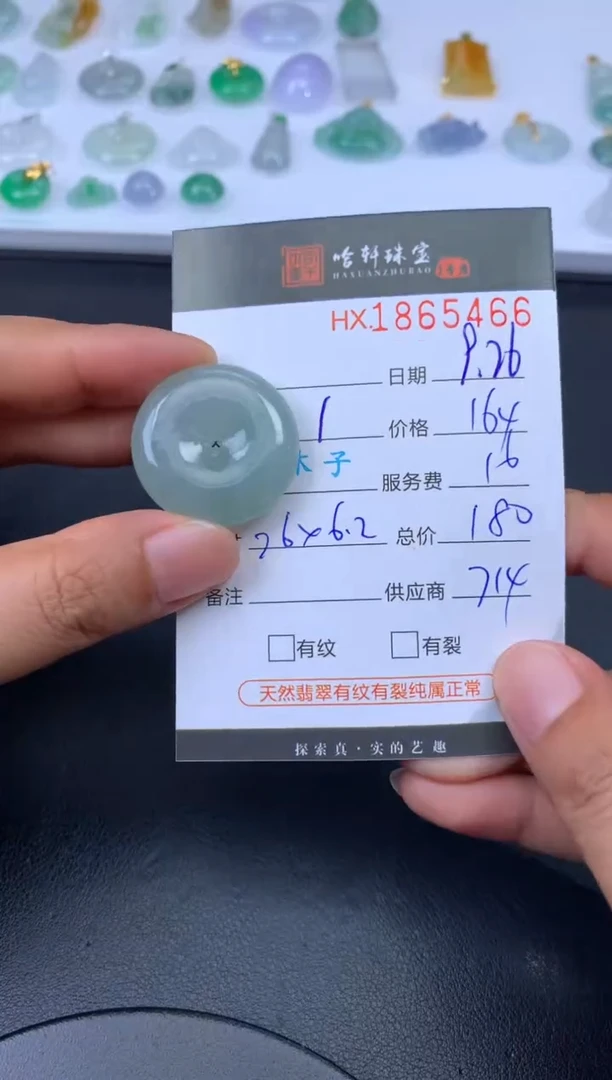 哈轩珠宝
HAXUANZHUBAO
HX.1865466
日期 9.26
1 价格 164
木子 服务费 16
26×6.2 总价 180
备注 供应商 714
有纹 有裂
天然翡翠有纹有裂纯属正常
探索真·实的艺趣